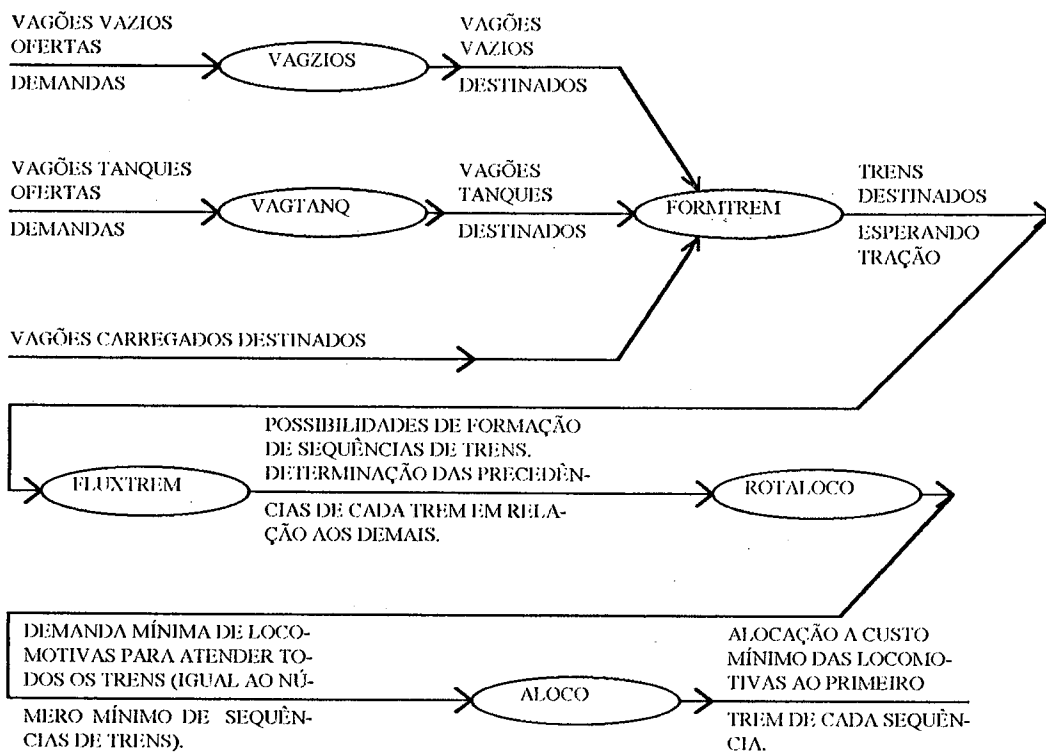 VAGÕES VAZIOS
OFERTAS
DEMANDAS
VAGZIOS
VAGÕES
VAZIOS
DESTINADOS
VAGÕES TANQUES
OFERTAS
DEMANDAS
VAGTANQ
VAGÕES
TANQUES
DESTINADOS
FORMTREM
TRENS
DESTINADOS
ESPERANDO
TRAÇÃO
VAGÕES CARREGADOS DESTINADOS
FLUXTREM
POSSIBILIDADES DE FORMAÇÃO
DE SEQUÊNCIAS DE TRENS.
DETERMINAÇÃO DAS PRECEDÊN-
CIAS DE CADA TREM EM RELA-
ÇÃO AOS DEMAIS.
ROTALOCO
DEMANDA MÍNIMA DE LOCO-
MOTIVAS PARA ATENDER TO-
DOS OS TRENS (IGUAL AO NÚ-
MERO MÍNIMO DE SEQUÊN-
CIAS DE TRENS).
ALOCO
ALOCAÇÃO A CUSTO
MÍNIMO DAS LOCOMO-
TIVAS AO PRIMEIRO
TREM DE CADA SEQUÊN-
CIA.